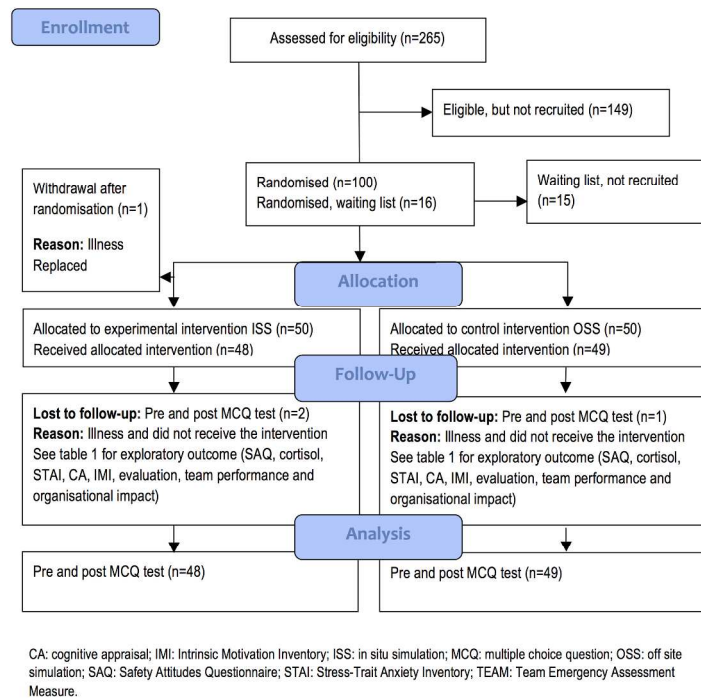 Enrollment
Assessed for eligibility (n=265)
Eligible, but not recruited (n=149)
Randomised (n=100)
Randomised, waiting list (n=16)
Waiting list, not recruited
(n=15)
Withdrawal after
randomisation (n=1)
Reason: Illness
Replaced
Allocation
Allocated to experimental intervention ISS (n=50)
Received allocated intervention (n=48)
Allocated to control intervention OSS (n=50)
Received allocated intervention (n=49)
Follow-Up
Lost to follow-up: Pre and post MCQ test (n=2)
Reason: Illness and did not receive the intervention
See table 1 for exploratory outcome (SAQ, cortisol,
STAI, CA, IMI, evaluation, team performance and
organisational impact)
Lost to follow-up: Pre and post MCQ test (n=1)
Reason: Illness and did not receive the intervention
See table 1 for exploratory outcome (SAQ, cortisol,
STAI, CA, IMI, evaluation, team performance and
organisational impact)
Analysis
Pre and post MCQ test (n=48)
Pre and post MCQ test (n=49)
CA: cognitive appraisal; IMI: Intrinsic Motivation Inventory; ISS: in situ simulation; MCQ: multiple choice question; OSS: off site
simulation; SAQ: Safety Attitudes Questionnaire; STAI: Stress-Trait Anxiety Inventory; TEAM: Team Emergency Assessment
Measure.